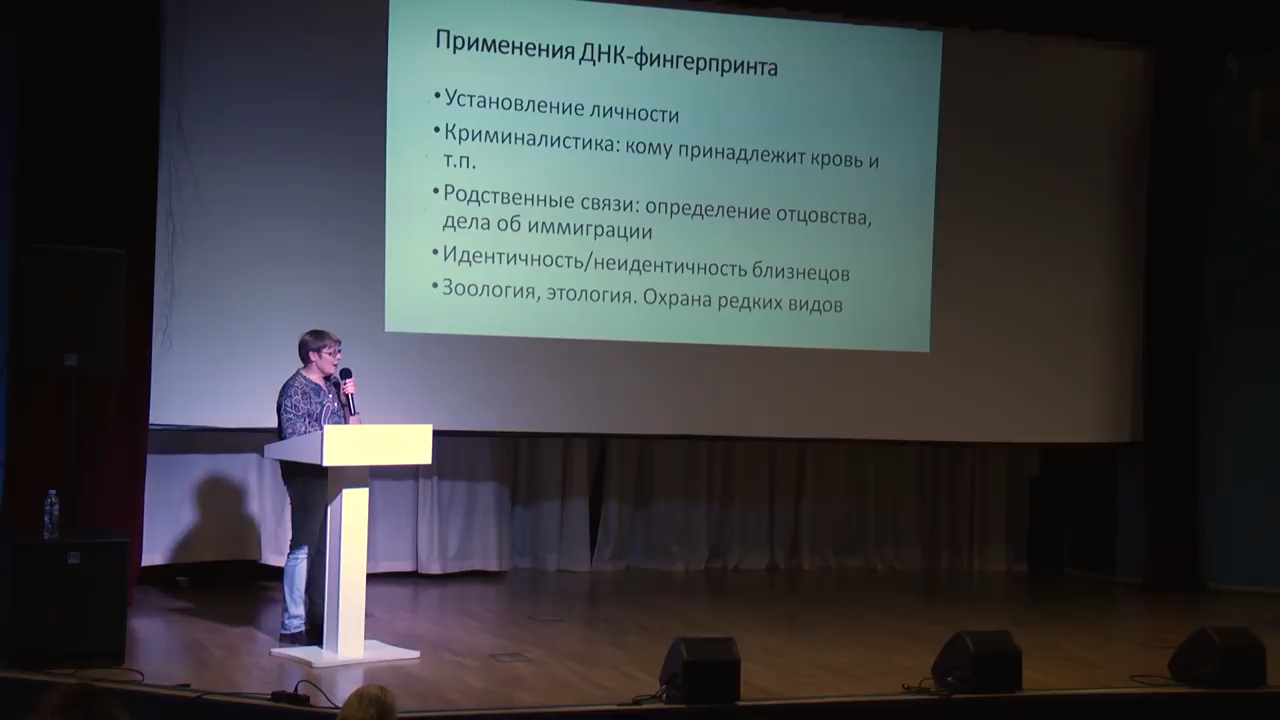 Применения ДНК-фингерпринта
•Установление личности
•Криминалистика: кому принадлежит кровь и
т.п.
•Родственные связи: определение отцовства,
дела об иммиграции
•Идентичность/неидентичность близнецов
•Зоология, этология. Охрана редких видов